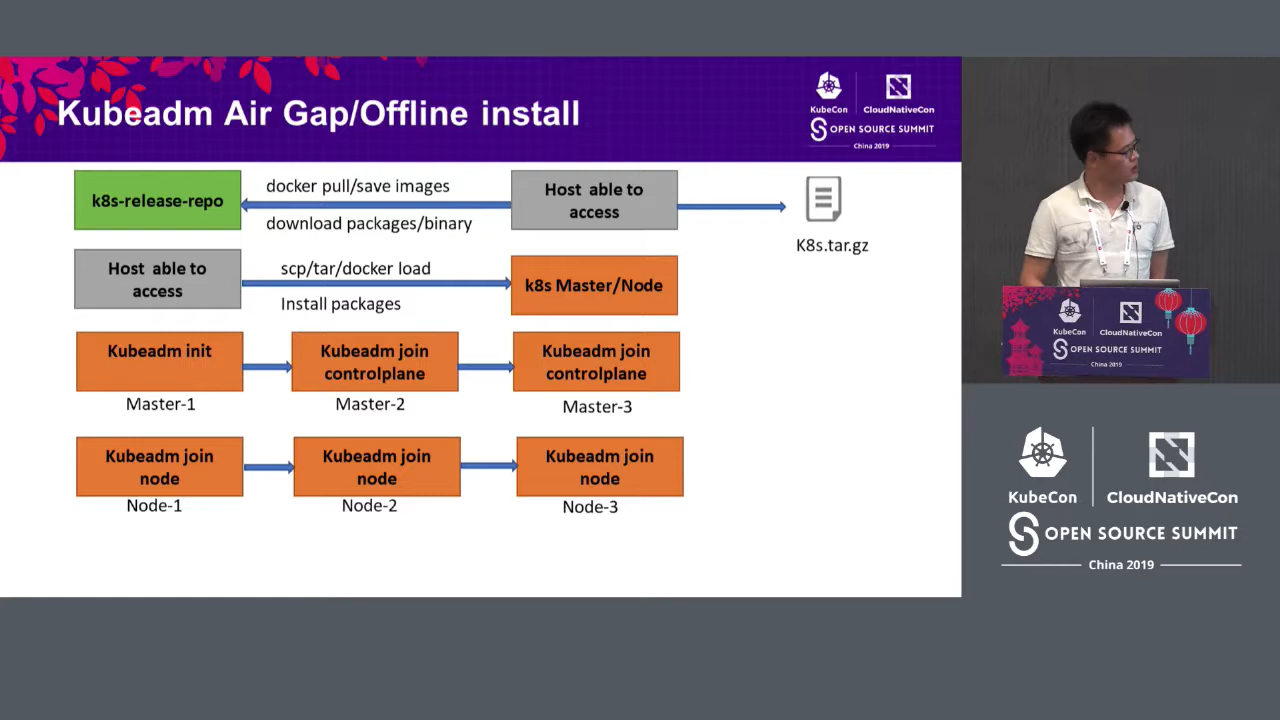 Kubeadm Air Gap/Offline install
KubeCon
CloudNativeCon
OPEN SOURCE SUMMIT
China 2019
k8s-release-repo
docker pull/save images
download packages/binary
Host able to
access
K8s.tar.gz
Host able to
access
scp/tar/docker load
Install packages
k8s Master/Node
Kubeadm init
Master-1
Kubeadm join
controlplane
Master-2
Kubeadm join
controlplane
Master-3
Kubeadm join
node
Node-1
Kubeadm join
node
Node-2
Kubeadm join
node
Node-3
KubeCon
CloudNativeCon
OPEN SOURCE SUMMIT
China 2019
KubeCon
CloudNativeCon
OPEN SOURCE SUMMIT
China 2019